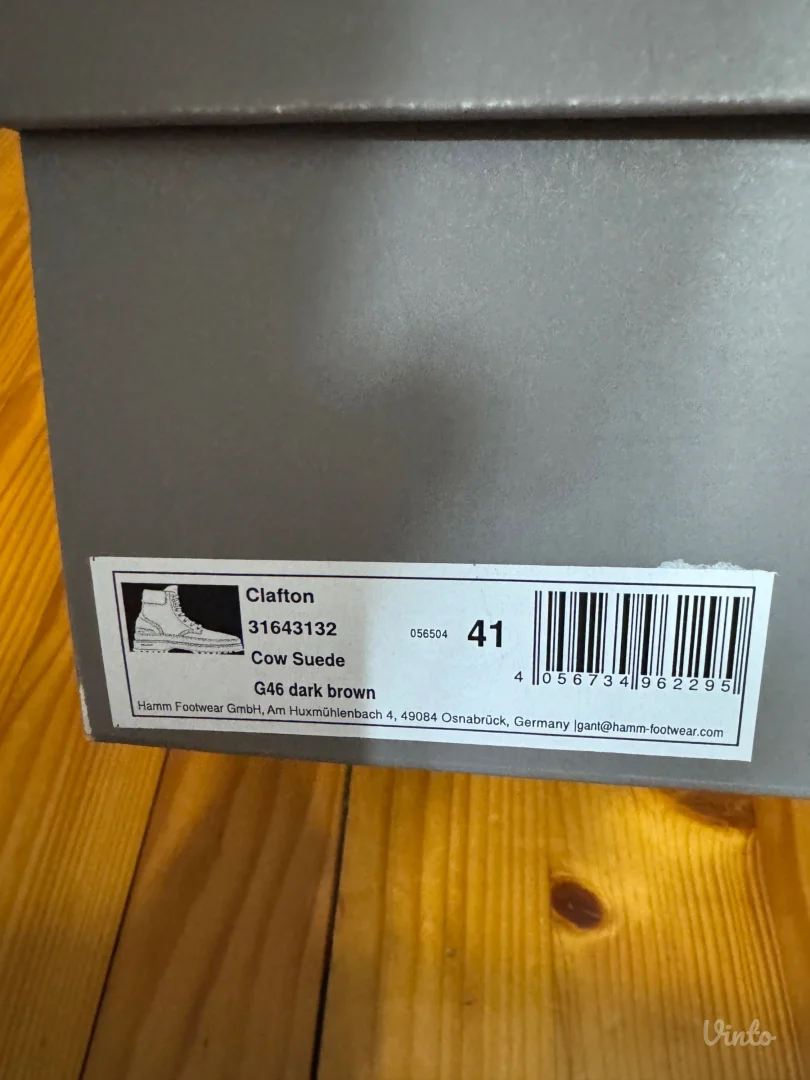 Clafton
31643132
056504
41
Cow Suede
G46 dark brown
4 056734 962295
Hamm Footwear GmbH, Am Huxmühlenbach 4, 49084 Osnabrück, Germany |gant@hamm-footwear.com
Vinto